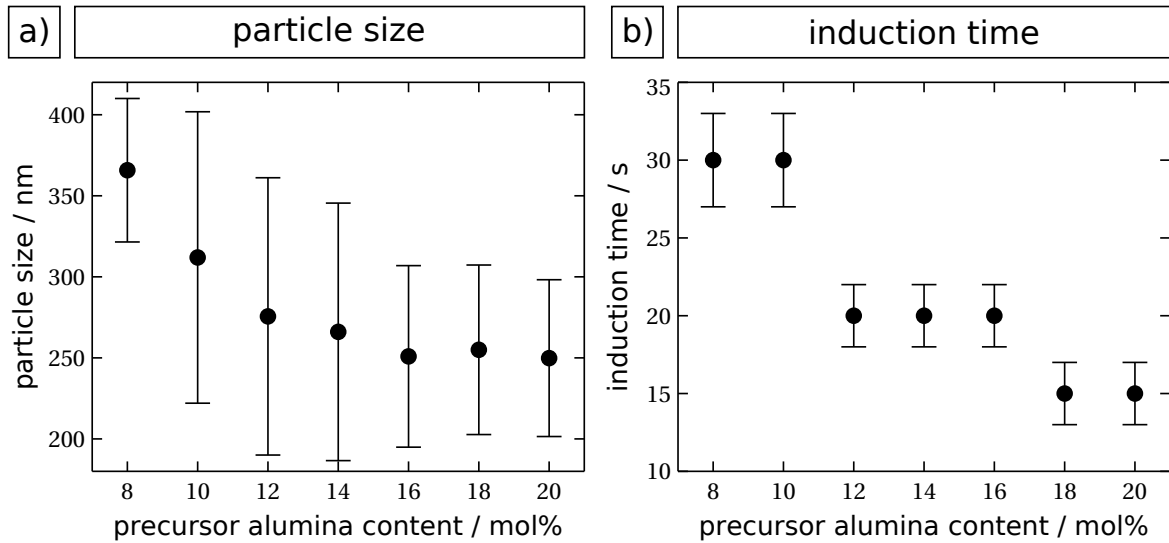 a) particle size
400
350
300
250
200
particle size / nm
8 10 12 14 16 18 20
precursor alumina content / mol%
b) induction time
35
30
25
20
15
10
induction time / s
8 10 12 14 16 18 20
precursor alumina content / mol%